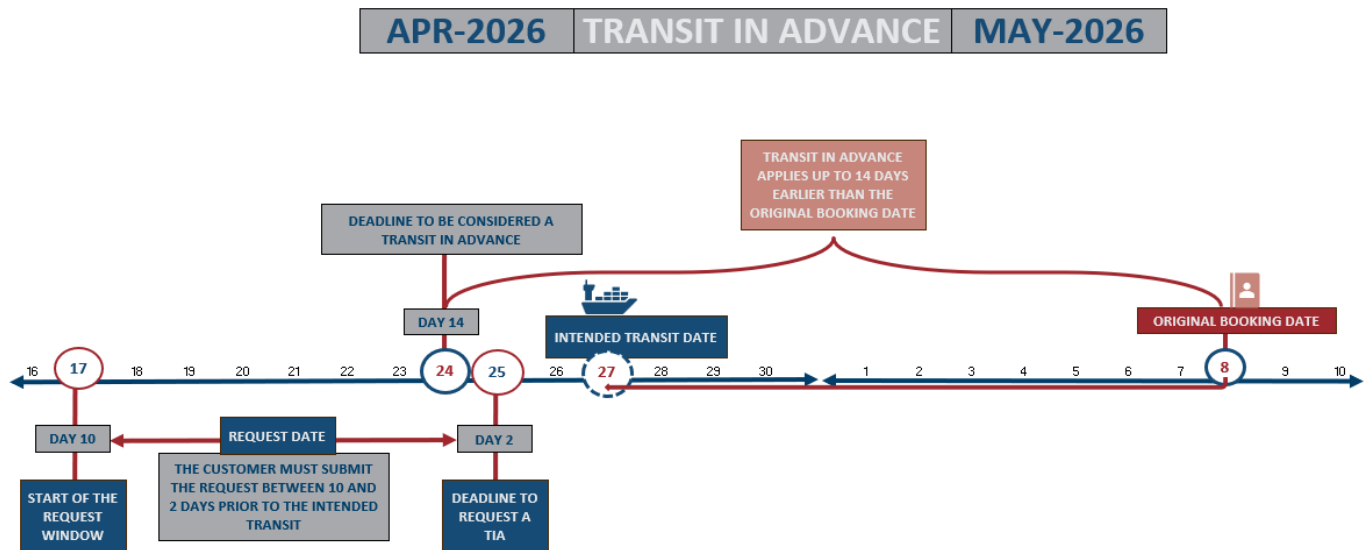 APR-2026 TRANSIT IN ADVANCE MAY-2026
TRANSIT IN ADVANCE
APPLIES UP TO 14 DAYS
EARLIER THAN THE
ORIGINAL BOOKING DATE
DEADLINE TO BE CONSIDERED A
TRANSIT IN ADVANCE
DAY 14
INTENDED TRANSIT DATE
ORIGINAL BOOKING DATE
16 17 18 19 20 21 22 23 24 25 26 27 28 29 30 1 2 3 4 5 6 7 8 9 10
DAY 10
REQUEST DATE
DAY 2
THE CUSTOMER MUST SUBMIT
THE REQUEST BETWEEN 10 AND
2 DAYS PRIOR TO THE INTENDED
TRANSIT
START OF THE
REQUEST
WINDOW
DEADLINE TO
REQUEST A
TIA